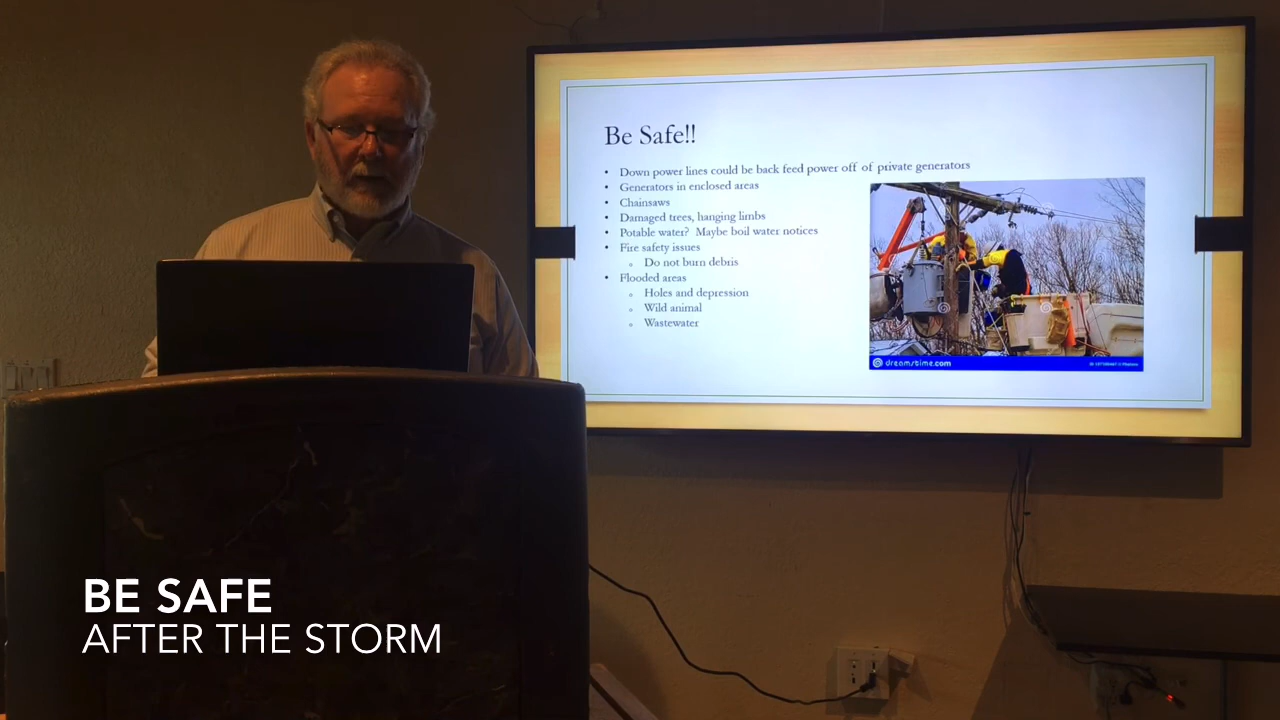 Be Safe!!
• Down power lines could be back feed power off of private generators
• Generators in enclosed areas
• Chainsaws
• Damaged trees, hanging limbs
• Potable water? Maybe boil water notices
• Fire safety issues
o Do not burn debris
• Flooded areas
o Holes and depression
o Wild animal
o Wastewater
dreamstime.com
BE SAFE
AFTER THE STORM